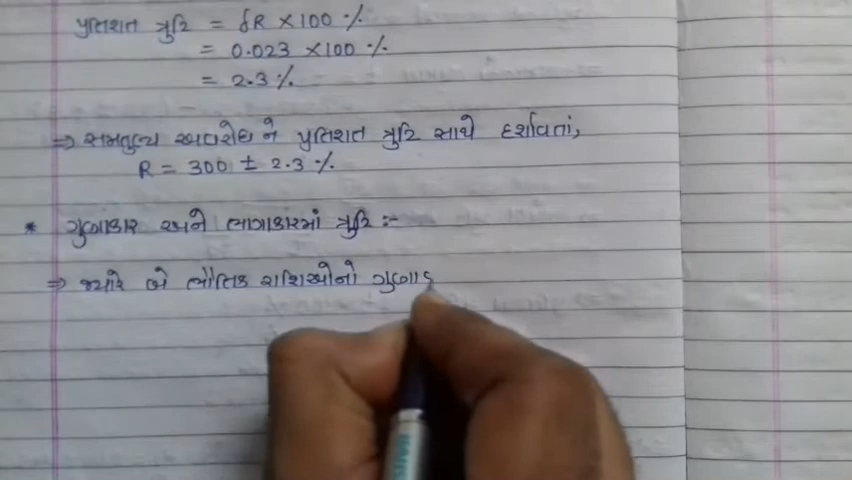 પ્રતિશત ત્રુટિ = δR × 100 %
= 0.023 × 100 %
= 2.3 %
⇒ સમતુલ્ય અવરોધ ને પ્રતિશત ત્રુટિ સાથે દર્શાવતાં,
R = 300 ± 2.3 %
* ગુણાકાર અને ભાગાકારમાં ત્રુટિ :-
⇒ જ્યારે બે ભૌતિક રાશિઓનો